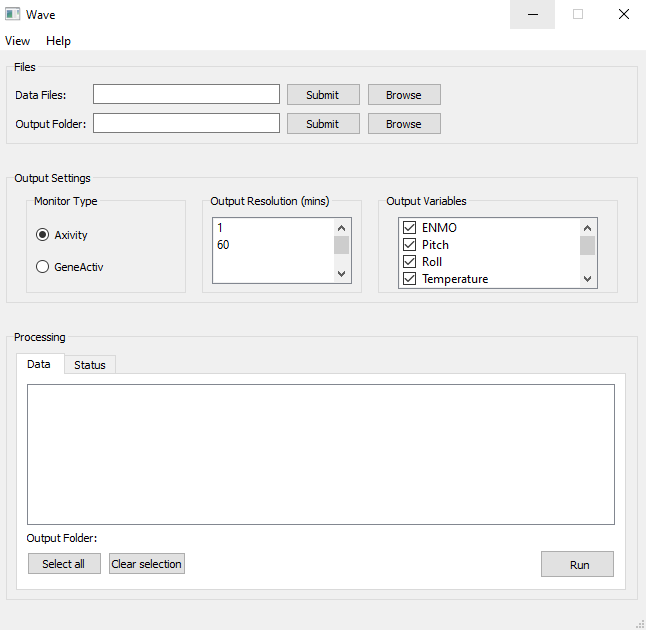 Wave
View Help
Files
Data Files: Submit Browse
Output Folder: Submit Browse
Output Settings
Monitor Type Output Resolution (mins) Output Variables
1 ENMO
Axivity 60 Pitch
Roll
GeneActiv Temperature
Processing
Data Status
Output Folder:
Select all Clear selection Run